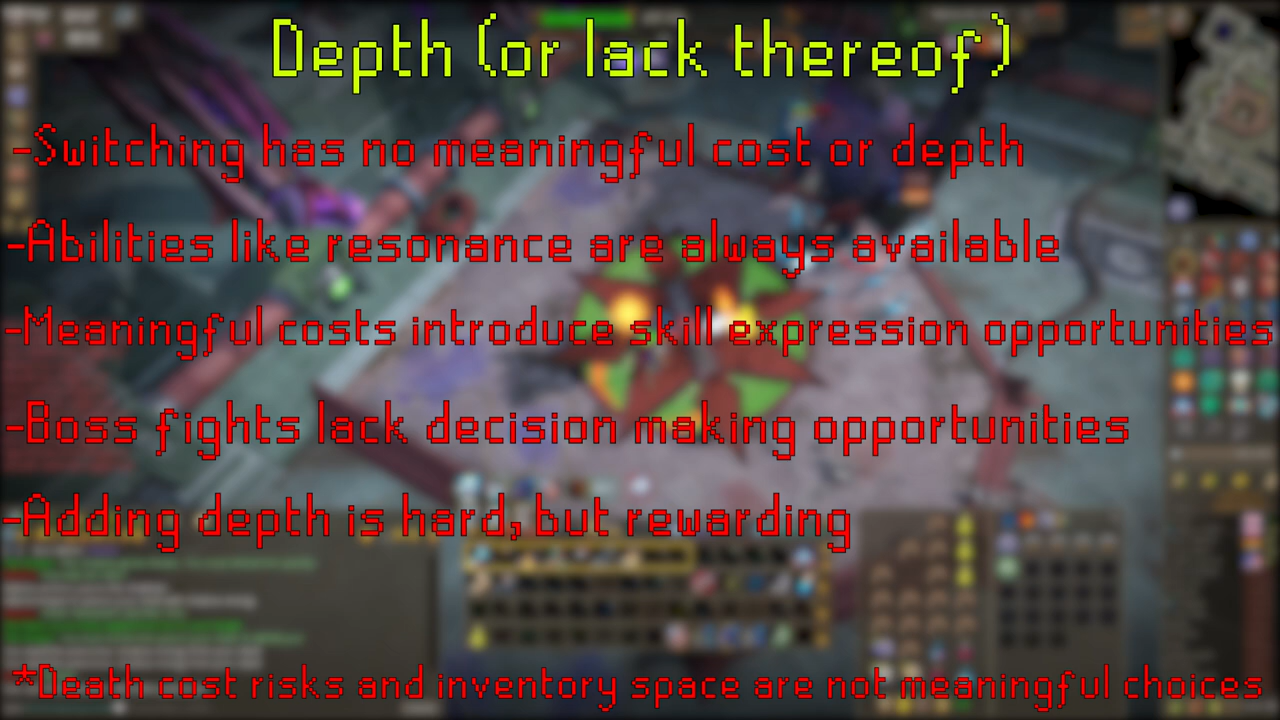 Depth (or lack thereof)
-Switching has no meaningful cost or depth
-Abilities like resonance are always available
-Meaningful costs introduce skill expression opportunities
-Boss fights lack decision making opportunities
-Adding depth is hard, but rewarding
*Death cost risks and inventory space are not meaningful choices